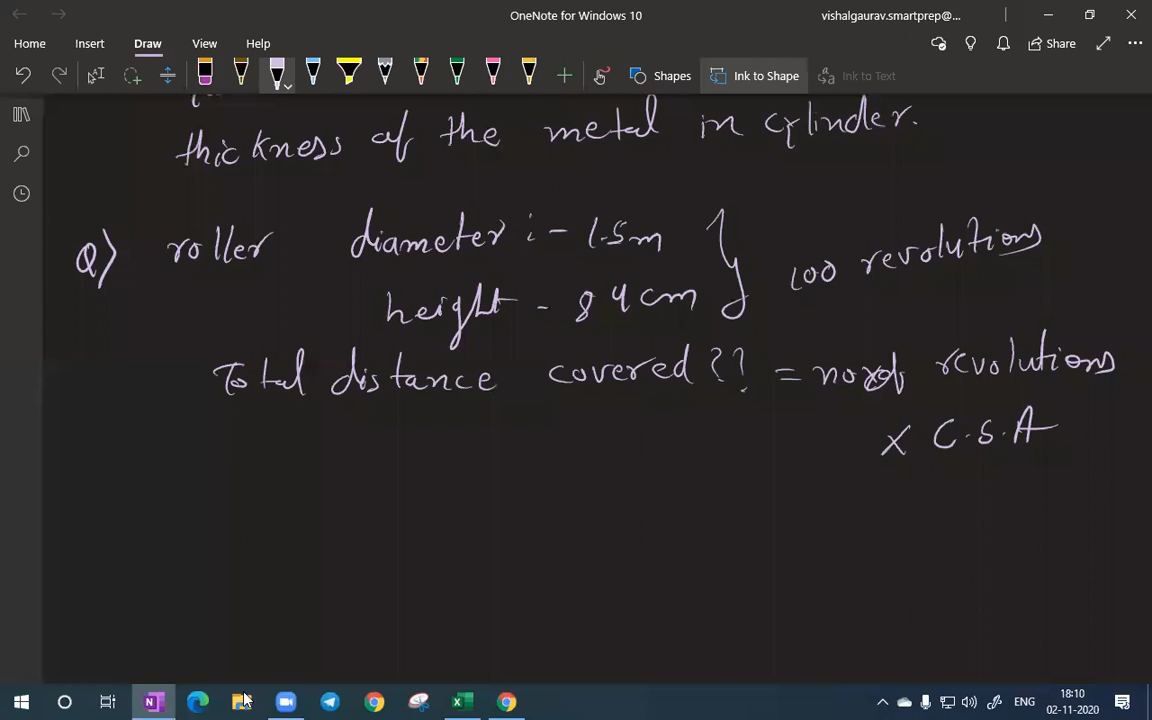 OneNote for Windows 10
vishalgaurav.smartprep@...
Home Insert Draw View Help
Share
Shapes Ink to Shape Ink to Text
thickness of the metal in cylinder.
Q) roller diameter :- 1.5m
height - 84cm
100 revolutions
Total distance covered ?? = no of revolutions
x C.S.A
ENG
18:10
02-11-2020